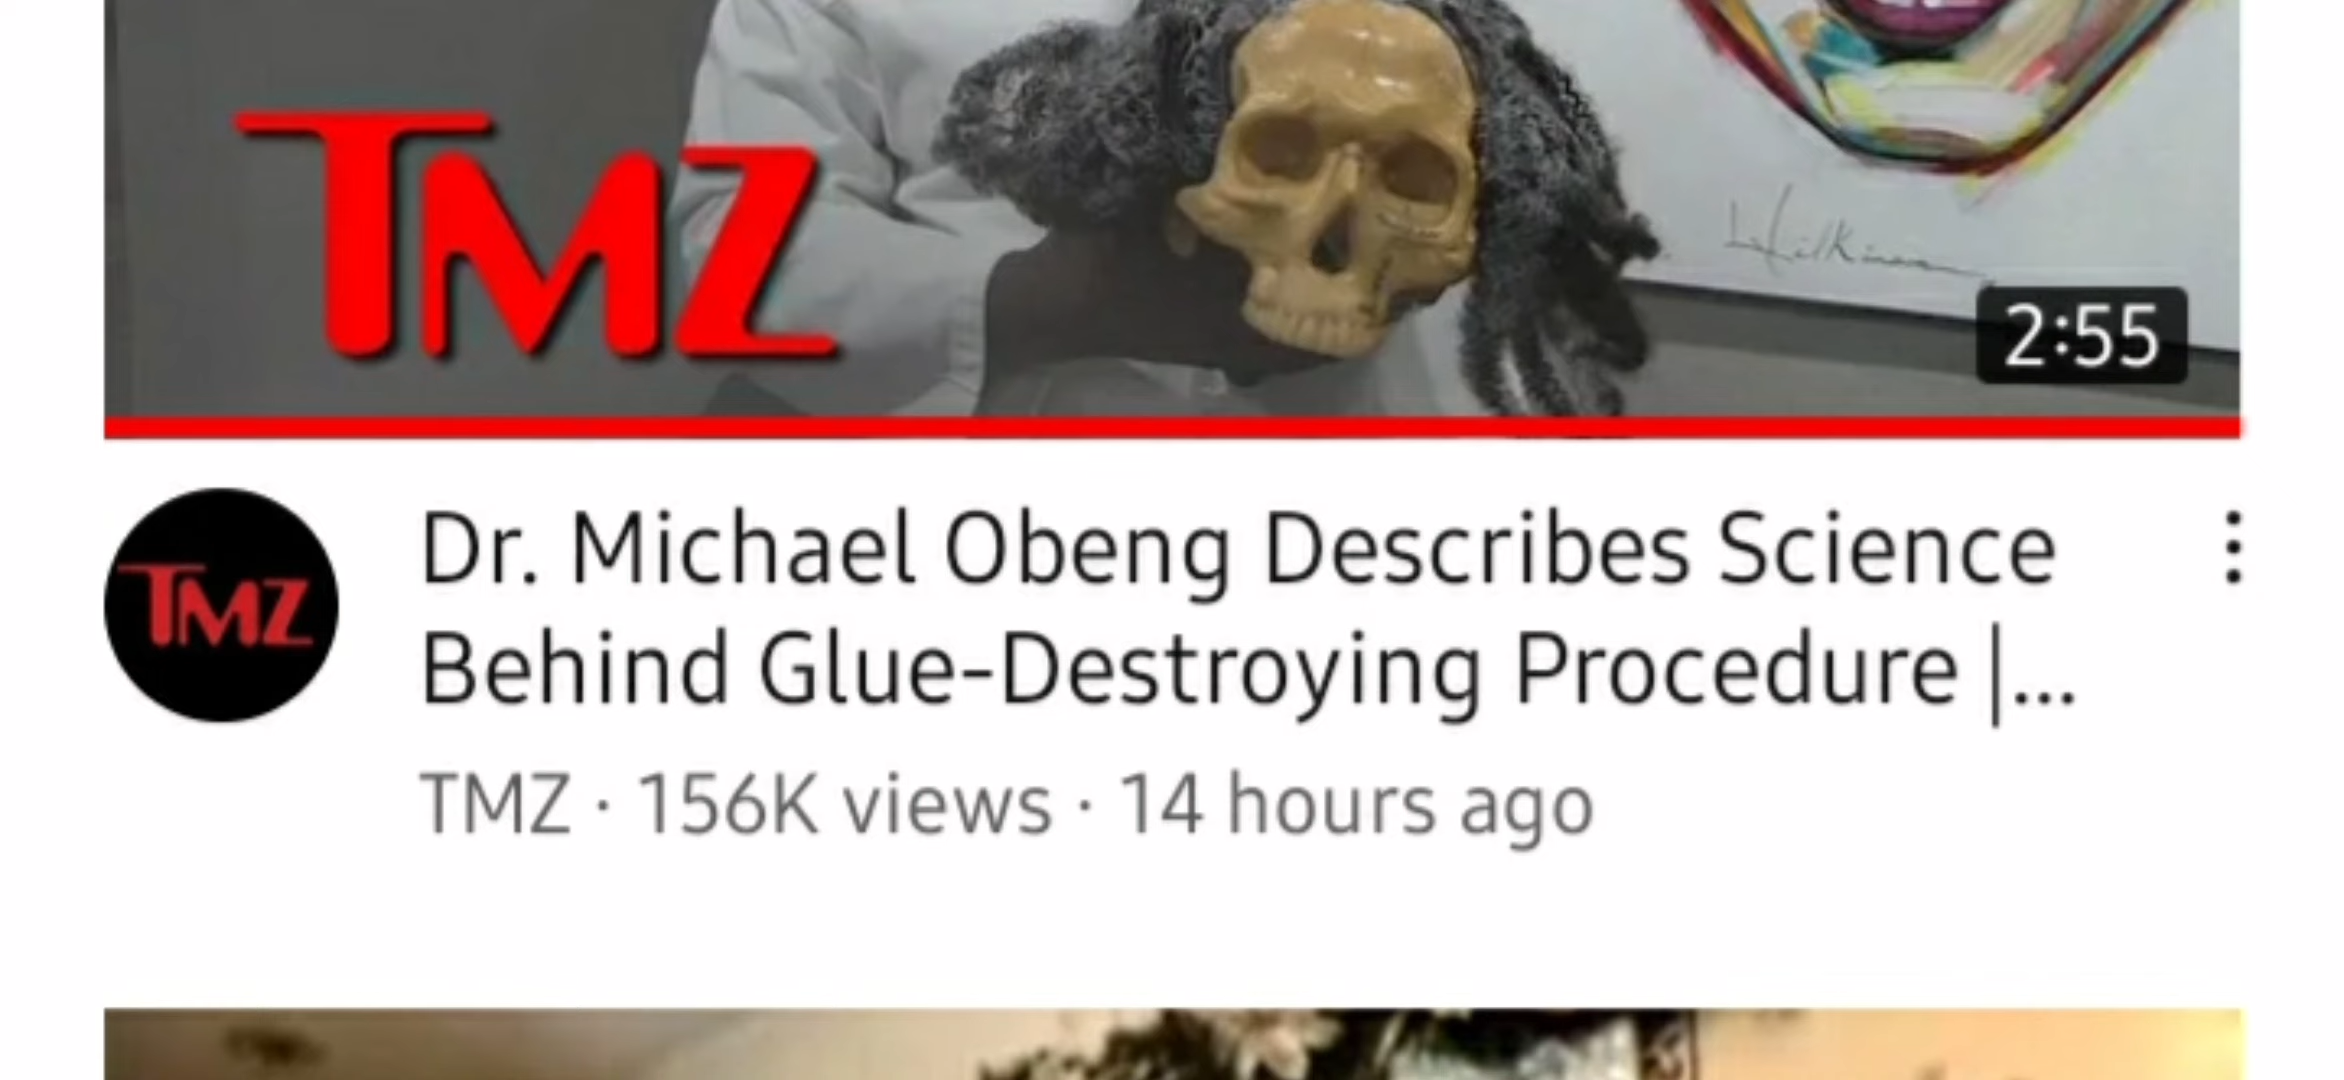 TMZ
Wilkinson
2:55
TMZ
Dr. Michael Obeng Describes Science
Behind Glue-Destroying Procedure |...
TMZ · 156K views · 14 hours ago